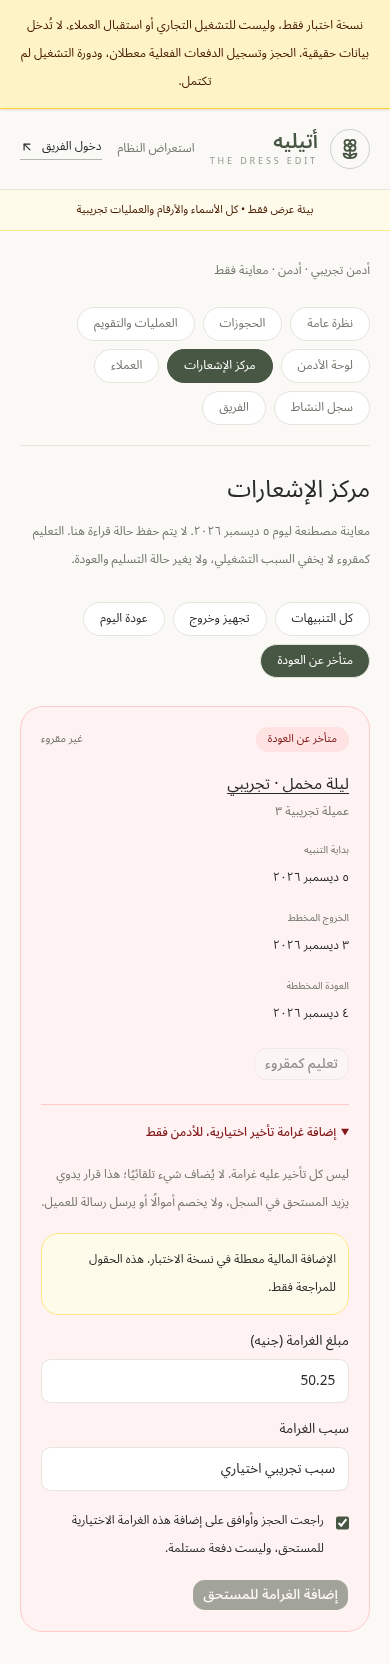 نسخة اختبار فقط، وليست للتشغيل التجاري أو استقبال العملاء. لا تُدخل
بيانات حقيقية. الحجز وتسجيل الدفعات الفعلية معطلان، ودورة التشغيل لم
تكتمل.
أتيليه
THE DRESS EDIT
استعراض النظام
دخول الفريق
بيئة عرض فقط • كل الأسماء والأرقام والعمليات تجريبية
أدمن تجريبي · أدمن · معاينة فقط
نظرة عامة
الحجوزات
العمليات والتقويم
لوحة الأدمن
مركز الإشعارات
العملاء
سجل النشاط
الفريق
مركز الإشعارات
معاينة مصطنعة ليوم ٥ ديسمبر ٢٠٢٦. لا يتم حفظ حالة قراءة هنا. التعليم
كمقروء لا يخفي السبب التشغيلي، ولا يغير حالة التسليم والعودة.
كل التنبيهات
تجهيز وخروج
عودة اليوم
متأخر عن العودة
متأخر عن العودة
غير مقروء
ليلة مخمل · تجريبي
عميلة تجريبية ٣
بداية التنبيه
٥ ديسمبر ٢٠٢٦
الخروج المخطط
٣ ديسمبر ٢٠٢٦
العودة المخططة
٤ ديسمبر ٢٠٢٦
تعليم كمقروء
▼ إضافة غرامة تأخير اختيارية، للأدمن فقط
ليس كل تأخير عليه غرامة. لا يُضاف شيء تلقائيًا؛ هذا قرار يدوي
يزيد المستحق في السجل، ولا يخصم أموالًا أو يرسل رسالة للعميل.
الإضافة المالية معطلة في نسخة الاختبار. هذه الحقول
للمراجعة فقط.
مبلغ الغرامة (جنيه)
50.25
سبب الغرامة
سبب تجريبي اختياري
راجعت الحجز وأوافق على إضافة هذه الغرامة الاختيارية
للمستحق، وليست دفعة مستلمة.
إضافة الغرامة للمستحق